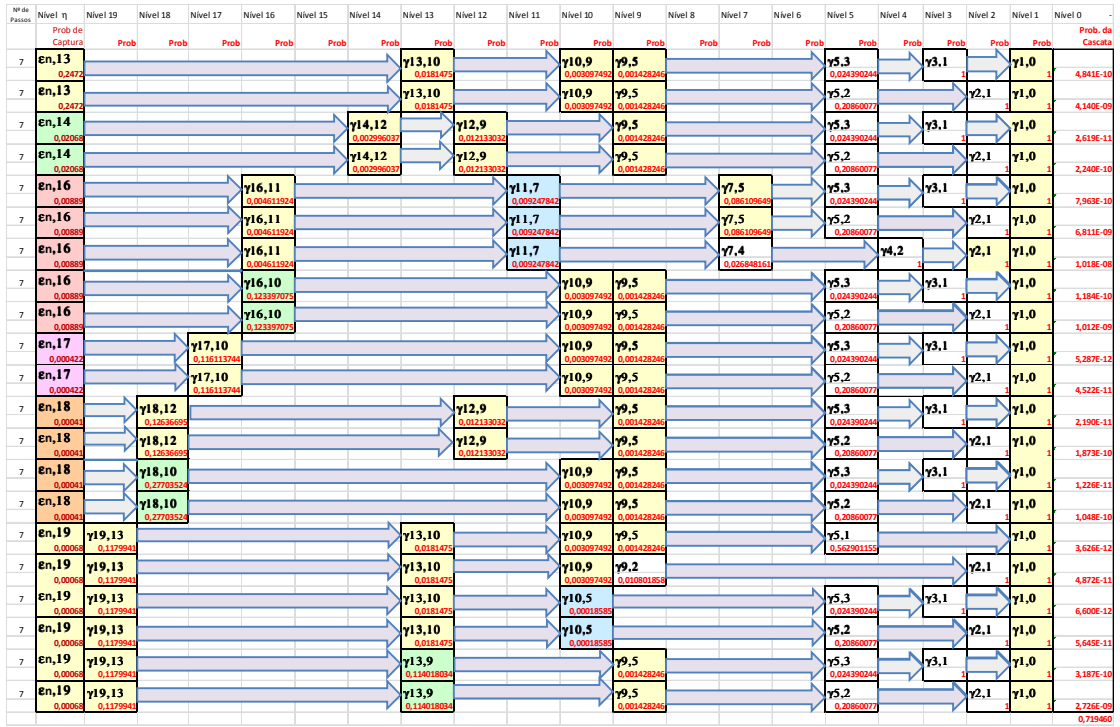 Nº de Passos Nível η Nível 19 Nível 18 Nível 17 Nível 16 Nível 15 Nível 14 Nível 13 Nível 12 Nível 11 Nível 10 Nível 9 Nível 8 Nível 7 Nível 6 Nível 5 Nível 4 Nível 3 Nível 2 Nível 1 Nível 0 -
Prob de Captura Prob Prob Prob Prob Prob Prob Prob Prob Prob Prob Prob Prob Prob Prob Prob Prob Prob Prob Prob Prob. da Cascata
7 εn,13 γ13,10 γ10,9 γ9,5 γ5,3 γ3,1 γ1,0
0,2472 0,0181475 0,003097492 0,001428246 0,024390244 1 1 4,841E-10
7 εn,13 γ13,10 γ10,9 γ9,5 γ5,2 γ2,1 γ1,0
0,2472 0,0181475 0,003097492 0,001428246 0,20860077 1 1 4,140E-09
7 εn,14 γ14,12 γ12,9 γ9,5 γ5,3 γ3,1 γ1,0
0,02068 0,002996037 0,012133032 0,001428246 0,024390244 1 1 2,619E-11
7 εn,14 γ14,12 γ12,9 γ9,5 γ5,2 γ2,1 γ1,0
0,02068 0,002996037 0,012133032 0,001428246 0,20860077 1 1 2,240E-10
7 εn,16 γ16,11 γ11,7 γ7,5 γ5,3 γ3,1 γ1,0
0,00889 0,004611924 0,009247842 0,086109649 0,024390244 1 1 7,963E-10
7 εn,16 γ16,11 γ11,7 γ7,5 γ5,2 γ2,1 γ1,0
0,00889 0,004611924 0,009247842 0,086109649 0,20860077 1 1 6,811E-09
7 εn,16 γ16,11 γ11,7 γ7,4 γ4,2 γ2,1 γ1,0
0,00889 0,004611924 0,009247842 0,026848161 1 1 1 1,018E-08
7 εn,16 γ16,10 γ10,9 γ9,5 γ5,3 γ3,1 γ1,0
0,00889 0,123397075 0,003097492 0,001428246 0,024390244 1 1 1,184E-10
7 εn,16 γ16,10 γ10,9 γ9,5 γ5,2 γ2,1 γ1,0
0,00889 0,123397075 0,003097492 0,001428246 0,20860077 1 1 1,012E-09
7 εn,17 γ17,10 γ10,9 γ9,5 γ5,3 γ3,1 γ1,0
0,000422 0,116113744 0,003097492 0,001428246 0,024390244 1 1 5,287E-12
7 εn,17 γ17,10 γ10,9 γ9,5 γ5,2 γ2,1 γ1,0
0,000422 0,116113744 0,003097492 0,001428246 0,20860077 1 1 4,522E-11
7 εn,18 γ18,12 γ12,9 γ9,5 γ5,3 γ3,1 γ1,0
0,00041 0,12636695 0,012133032 0,001428246 0,024390244 1 1 2,190E-11
7 εn,18 γ18,12 γ12,9 γ9,5 γ5,2 γ2,1 γ1,0
0,00041 0,12636695 0,012133032 0,001428246 0,20860077 1 1 1,873E-10
7 εn,18 γ18,10 γ10,9 γ9,5 γ5,3 γ3,1 γ1,0
0,00041 0,27703524 0,003097492 0,001428246 0,024390244 1 1 1,226E-11
7 εn,18 γ18,10 γ10,9 γ9,5 γ5,2 γ2,1 γ1,0
0,00041 0,27703524 0,003097492 0,001428246 0,20860077 1 1 1,048E-10
7 εn,19 γ19,13 γ13,10 γ10,9 γ9,5 γ5,1 γ1,0
0,00068 0,1179941 0,0181475 0,003097492 0,001428246 0,562901155 1 3,626E-12
7 εn,19 γ19,13 γ13,10 γ10,9 γ9,2 γ2,1 γ1,0
0,00068 0,1179941 0,0181475 0,003097492 0,010801858 1 1 4,872E-11
7 εn,19 γ19,13 γ13,10 γ10,5 γ5,3 γ3,1 γ1,0
0,00068 0,1179941 0,0181475 0,00018585 0,024390244 1 1 6,600E-12
7 εn,19 γ19,13 γ13,10 γ10,5 γ5,2 γ2,1 γ1,0
0,00068 0,1179941 0,0181475 0,00018585 0,20860077 1 1 5,645E-11
7 εn,19 γ19,13 γ13,9 γ9,5 γ5,3 γ3,1 γ1,0
0,00068 0,1179941 0,114018034 0,001428246 0,024390244 1 1 3,187E-10
7 εn,19 γ19,13 γ13,9 γ9,5 γ5,2 γ2,1 γ1,0
0,00068 0,1179941 0,114018034 0,001428246 0,20860077 1 1 2,726E-09
0,719460